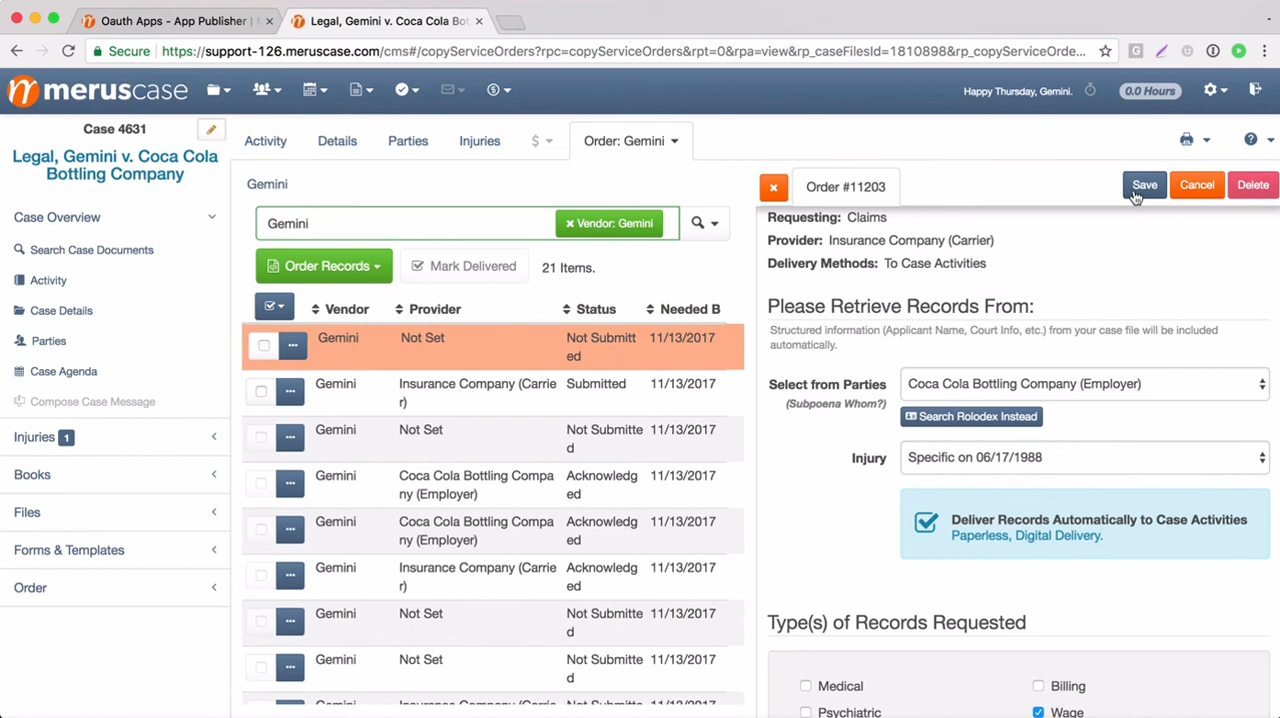 Oauth Apps - App Publisher |
Legal, Gemini v. Coca Cola Bot
Secure
https://support-126.meruscase.com/cms#/copyServiceOrders?rpc=copyServiceOrders&rpt=0&rpa=view&rp_caseFilesId=1810898&rp_copyServiceOrde...
meruscase
Happy Thursday, Gemini.
0.0 Hours
Case 4631
Legal, Gemini v. Coca Cola
Bottling Company
Case Overview
Search Case Documents
Activity
Case Details
Parties
Case Agenda
Compose Case Message
Injuries 1
Books
Files
Forms & Templates
Order
Activity
Details
Parties
Injuries
$
Order: Gemini
Gemini
Gemini
× Vendor: Gemini
Order Records
Mark Delivered
21 Items.
Vendor Provider Status Needed B
Gemini Not Set Not Submitt 11/13/2017
ed
Gemini Insurance Company (Carrie Submitted 11/13/2017
r)
Gemini Not Set Not Submitte 11/13/2017
d
Gemini Coca Cola Bottling Compa Acknowledg 11/13/2017
ny (Employer) ed
Gemini Coca Cola Bottling Compa Acknowledg 11/13/2017
ny (Employer) ed
Gemini Insurance Company (Carrie Acknowledg 11/13/2017
r) ed
Gemini Not Set Not Submitte 11/13/2017
d
Gemini Not Set Not Submitte 11/13/2017
d
Order #11203
Save
Cancel
Delete
Requesting: Claims
Provider: Insurance Company (Carrier)
Delivery Methods: To Case Activities
Please Retrieve Records From:
Structured information (Applicant Name, Court Info, etc.) from your case file will be included
automatically.
Select from Parties
(Subpoena Whom?)
Coca Cola Bottling Company (Employer)
Search Rolodex Instead
Injury
Specific on 06/17/1988
Deliver Records Automatically to Case Activities
Paperless, Digital Delivery.
Type(s) of Records Requested
Medical
Billing
Psychiatric
Wage